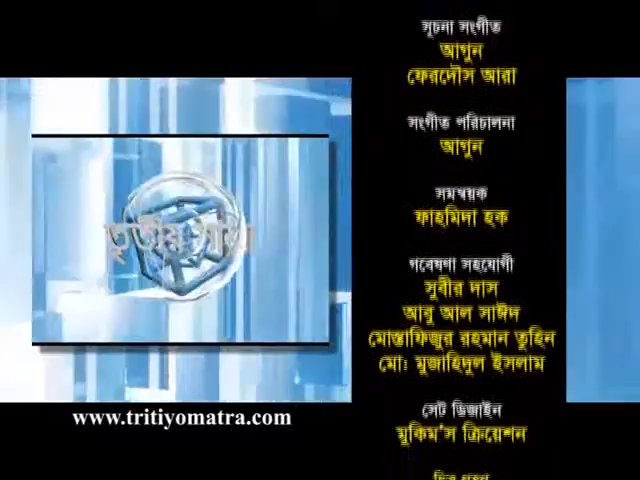 সূচনা সংগীত
আগুন
ফেরদৌস আরা
সংগীত পরিচালনা
আগুন
সমন্বয়ক
ফাহমিদা হক
গবেষণা সহযোগী
সুবীর দাস
আবু আল সাঈদ
মোস্তাফিজুর রহমান তুহিন
মো: মুজাহিদুল ইসলাম
সেট ডিজাইন
মুকিম'স ক্রিয়েশন
তৃতীয় মাত্রা
www.tritiyomatra.com